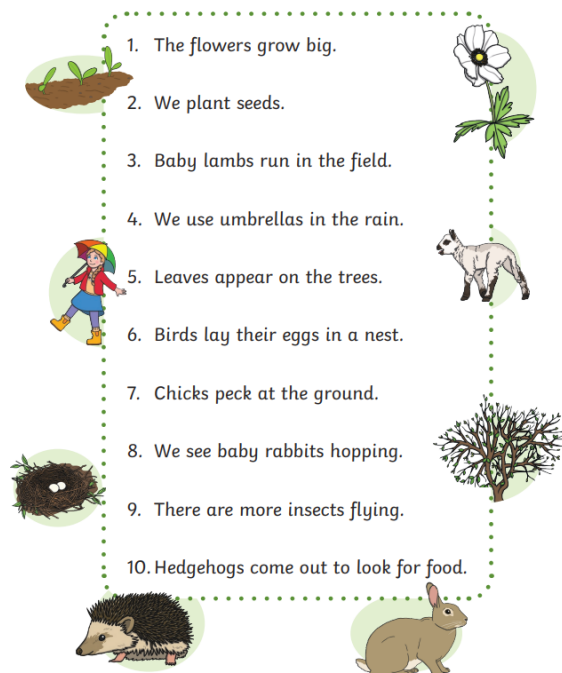 1. The flowers grow big.
2. We plant seeds.
3. Baby lambs run in the field.
4. We use umbrellas in the rain.
5. Leaves appear on the trees.
6. Birds lay their eggs in a nest.
7. Chicks peck at the ground.
8. We see baby rabbits hopping.
9. There are more insects flying.
10. Hedgehogs come out to look for food.